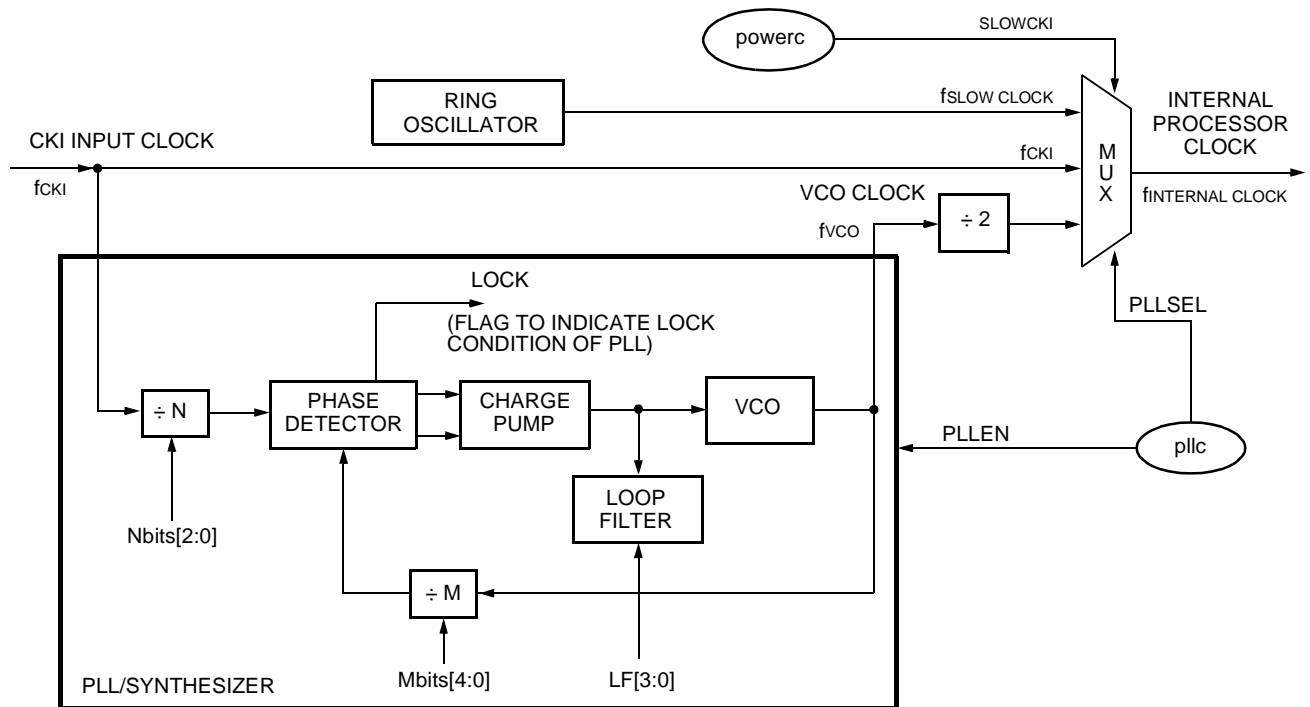 SLOWCKI
powerc
RING
OSCILLATOR
fSLOW CLOCK
INTERNAL
PROCESSOR
CLOCK
CKI INPUT CLOCK
fCKI
fCKI
M
U
X
fINTERNAL CLOCK
VCO CLOCK
fVCO
÷ 2
LOCK
(FLAG TO INDICATE LOCK
CONDITION OF PLL)
PLLSEL
÷ N
PHASE
DETECTOR
CHARGE
PUMP
VCO
PLLEN
pllc
LOOP
FILTER
Nbits[2:0]
÷ M
PLL/SYNTHESIZER
Mbits[4:0]
LF[3:0]